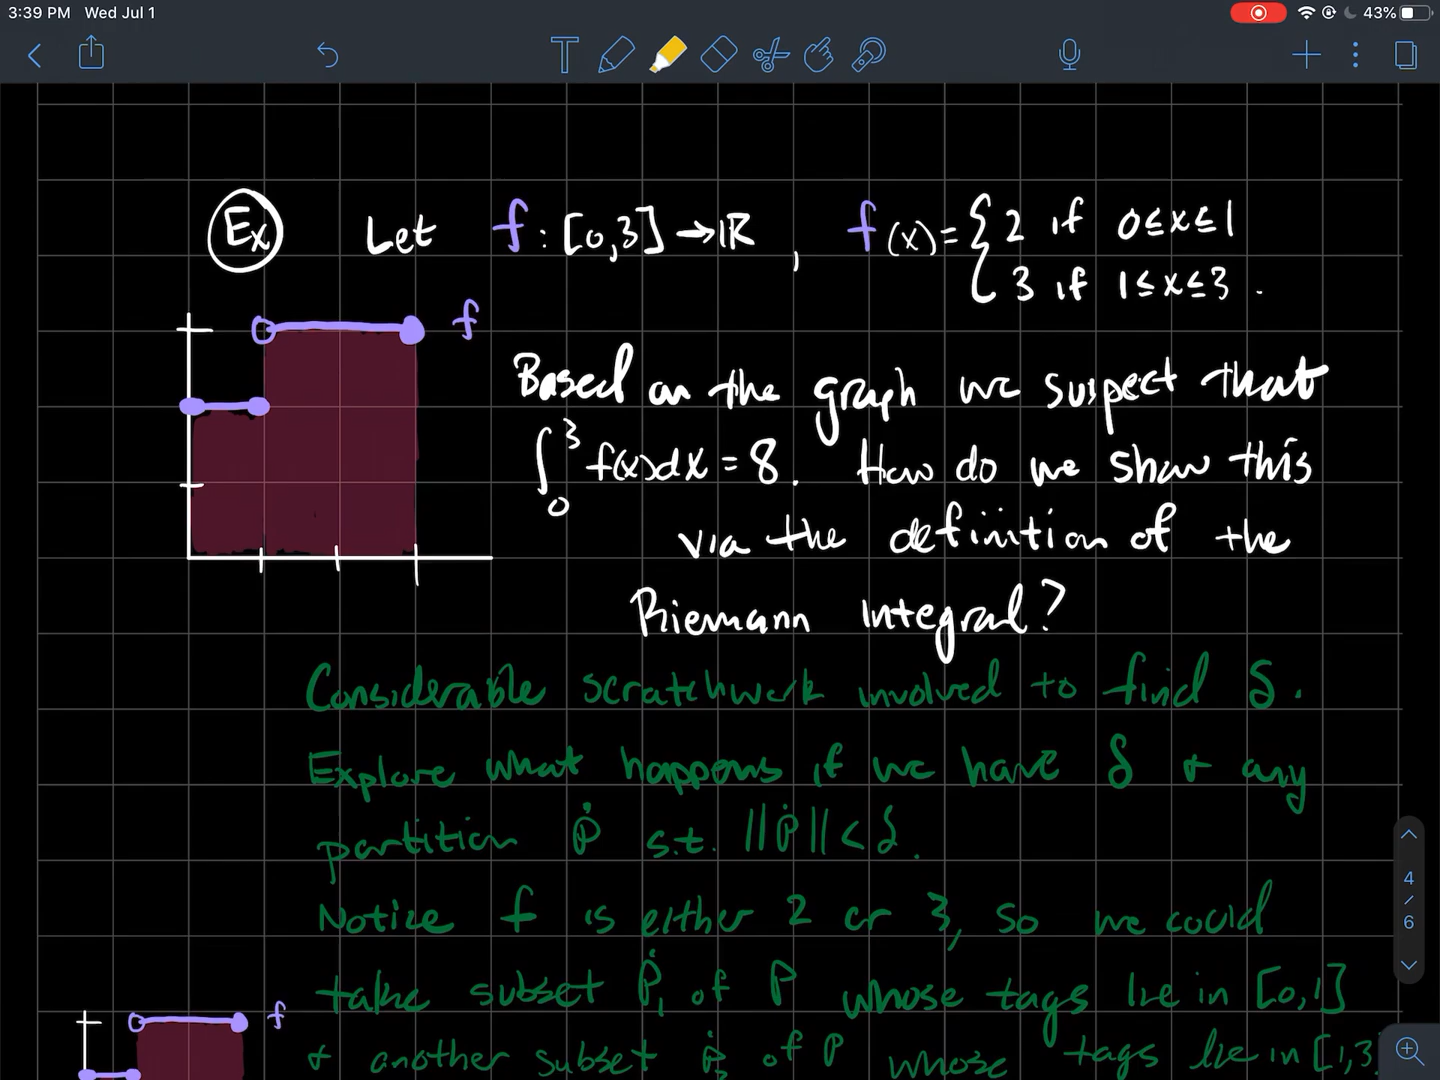 3:39 PM Wed Jul 1
43%
Ex Let f : [0,3] → ℝ , f(x) = { 2 if 0≤x≤1
3 if 1≤x≤3 .
f
Based on the graph we suspect that
∫₀³ f(x)dx = 8. How do we show this
via the definition of the
Riemann Integral?
Considerable scratchwork involved to find δ.
Explore what happens if we have δ + any
partition Ṗ s.t. ||Ṗ|| < δ.
Notice f is either 2 or 3, so we could
take subset Ṗ₁ of Ṗ whose tags lie in [0,1]
f
+ another subset Ṗ₂ of P whose tags lie in [1,3]
4
/
6